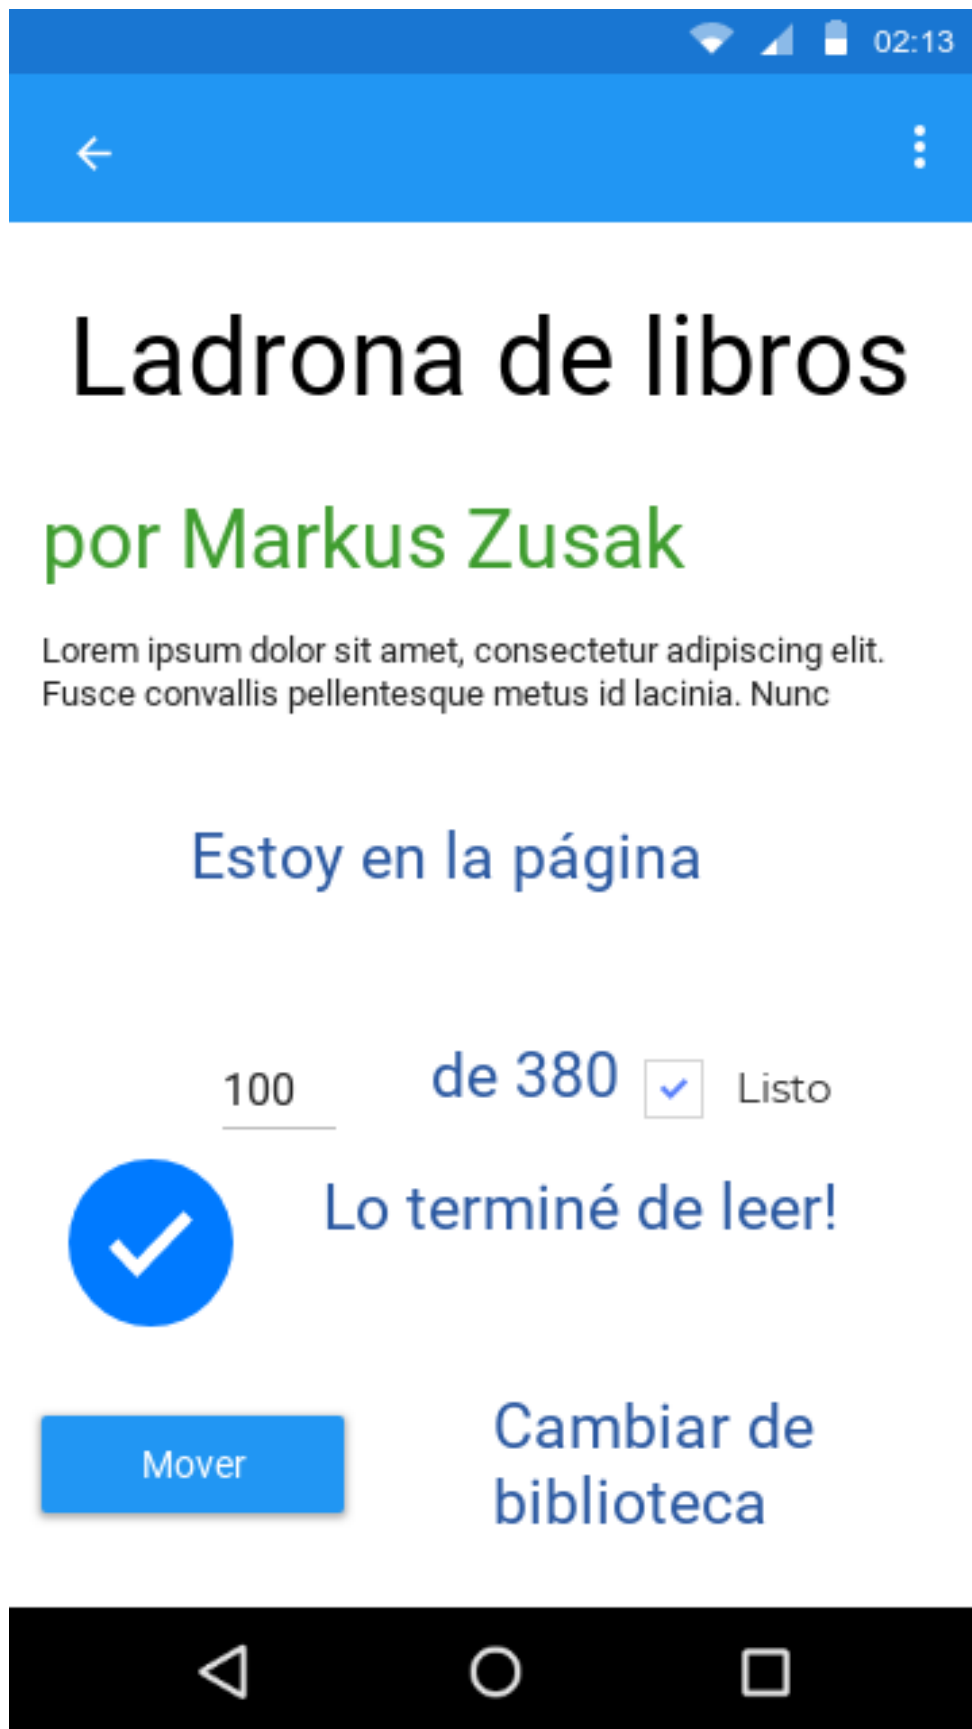 02:13
Ladrona de libros
por Markus Zusak
Lorem ipsum dolor sit amet, consectetur adipiscing elit.
Fusce convallis pellentesque metus id lacinia. Nunc
Estoy en la página
100 de 380 Listo
Lo terminé de leer!
Mover
Cambiar de
biblioteca